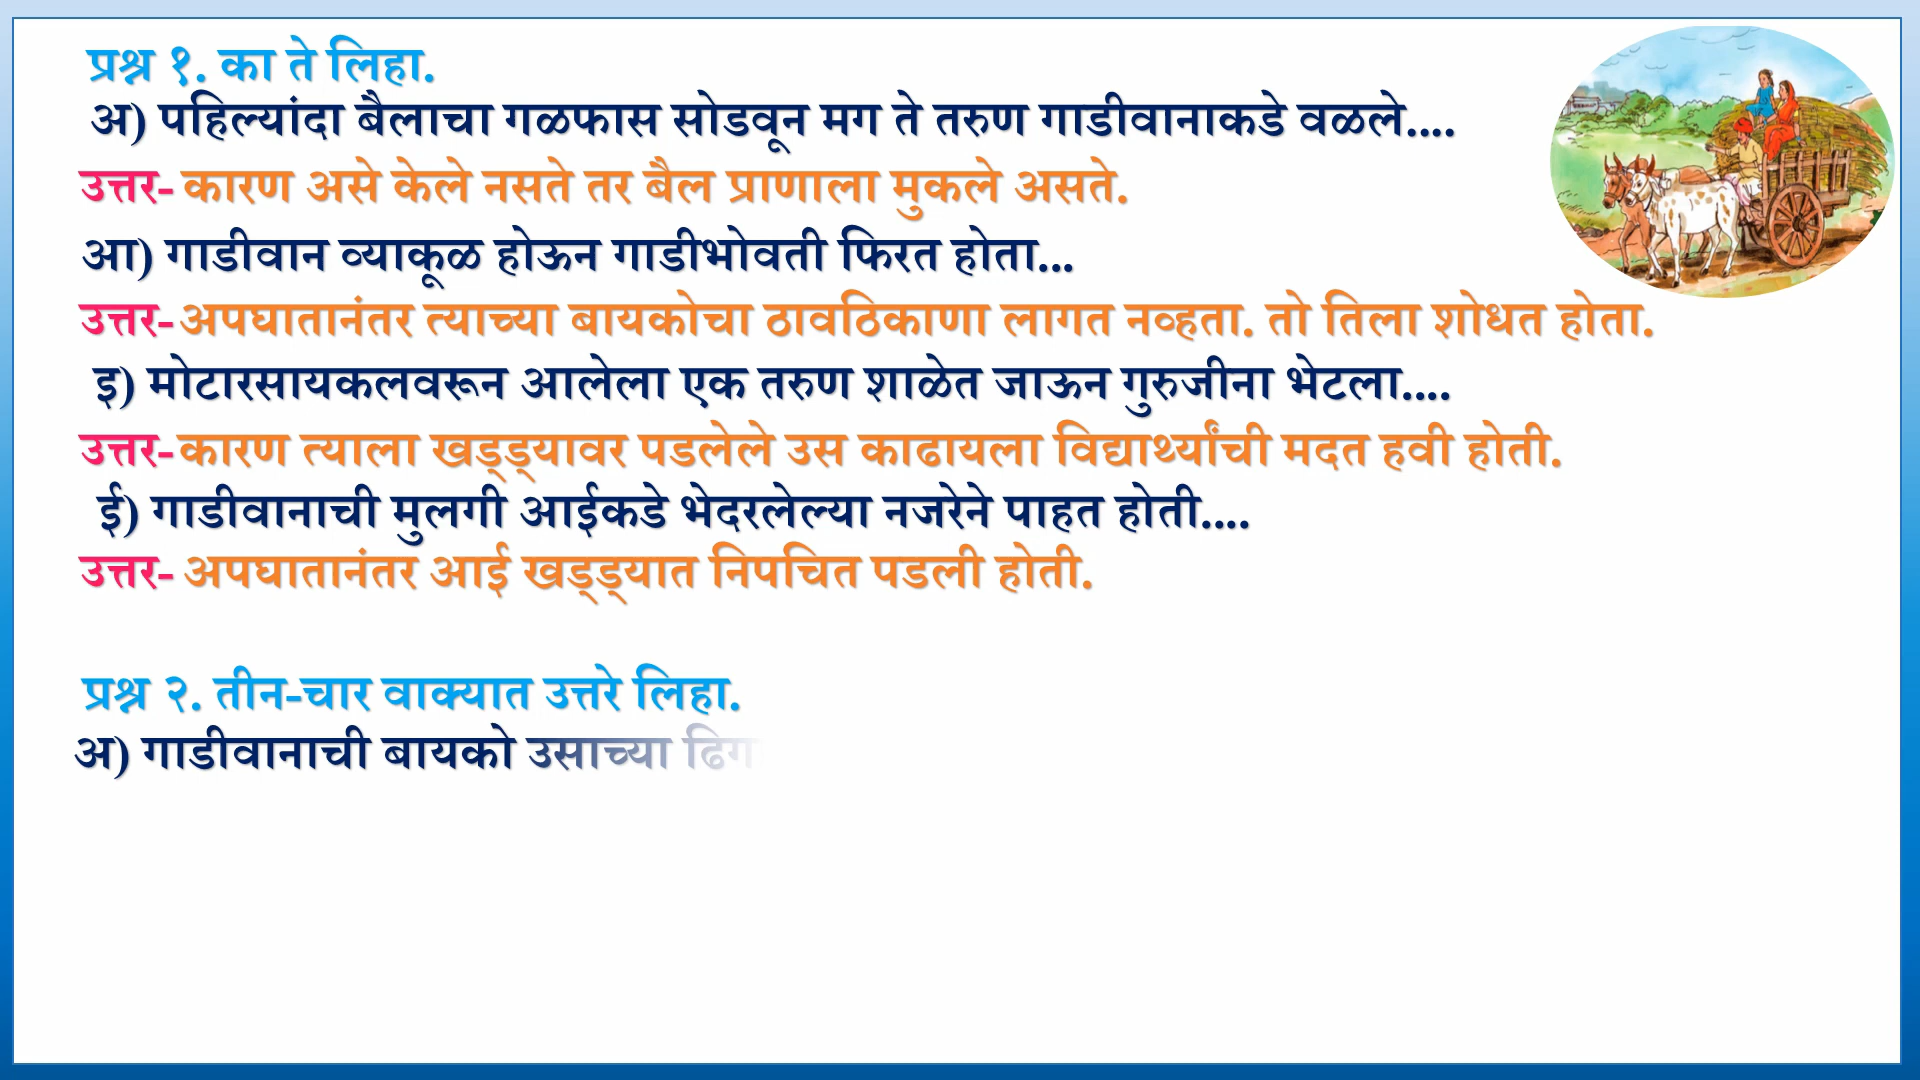 प्रश्न १. का ते लिहा.
अ) पहिल्यांदा बैलाचा गळफास सोडवून मग ते तरुण गाडीवानाकडे वळले....
उत्तर- कारण असे केले नसते तर बैल प्राणाला मुकले असते.
आ) गाडीवान व्याकूळ होऊन गाडीभोवती फिरत होता...
उत्तर- अपघातानंतर त्याच्या बायकोचा ठावठिकाणा लागत नव्हता. तो तिला शोधत होता.
इ) मोटारसायकलवरून आलेला एक तरुण शाळेत जाऊन गुरुजीना भेटला....
उत्तर- कारण त्याला खड्ड्यावर पडलेले उस काढायला विद्यार्थ्यांची मदत हवी होती.
ई) गाडीवानाची मुलगी आईकडे भेदरलेल्या नजरेने पाहत होती....
उत्तर- अपघातानंतर आई खड्ड्यात निपचित पडली होती.
प्रश्न २. तीन-चार वाक्यात उत्तरे लिहा.
अ) गाडीवानाची बायको उसाच्या